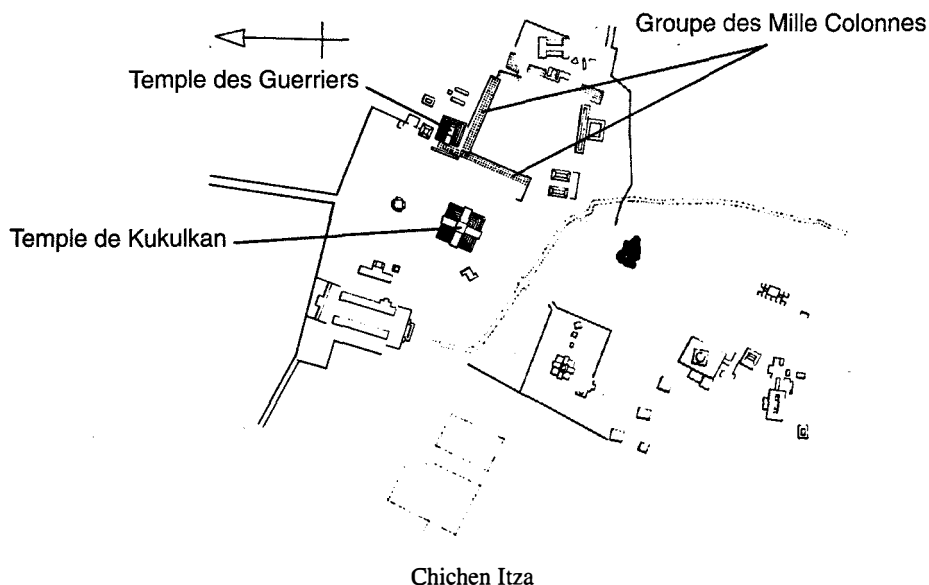 Groupe des Mille Colonnes
Temple des Guerriers
Temple de Kukulkan
Chichen Itza